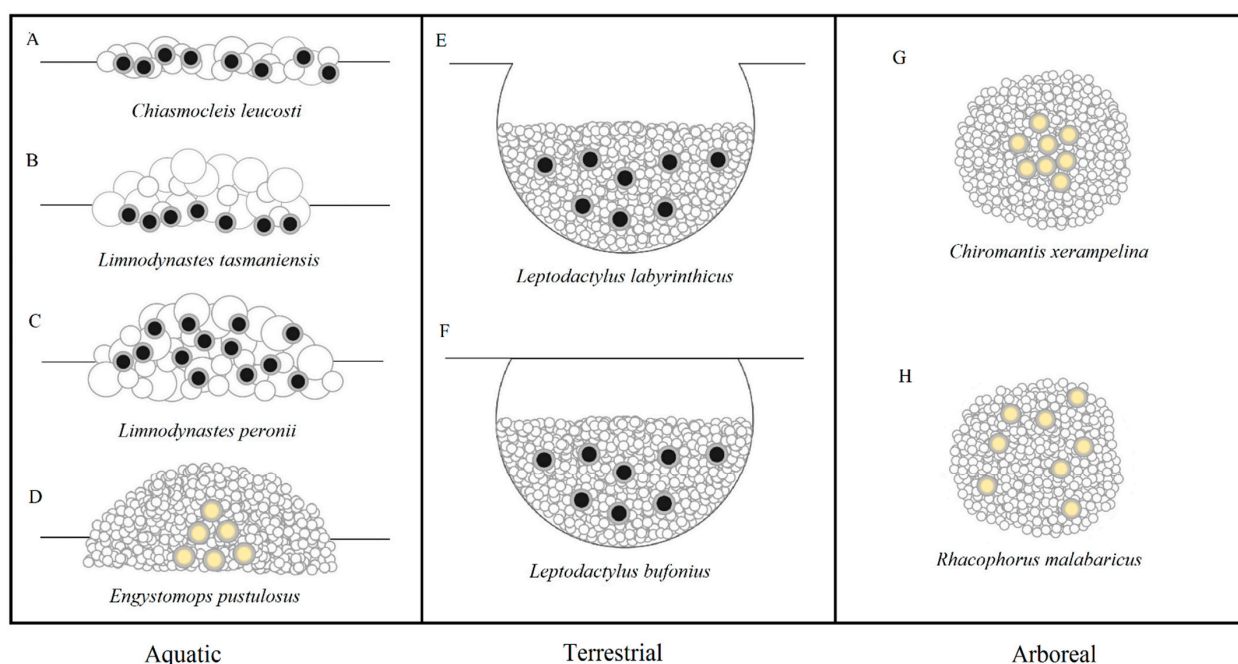 A
Chiasmocleis leucosti
B
Limnodynastes tasmaniensis
C
Limnodynastes peronii
D
Engystomops pustulosus
E
Leptodactylus labyrinthicus
F
Leptodactylus bufonius
G
Chiromantis xerampelina
H
Rhacophorus malabaricus
Aquatic
Terrestrial
Arboreal